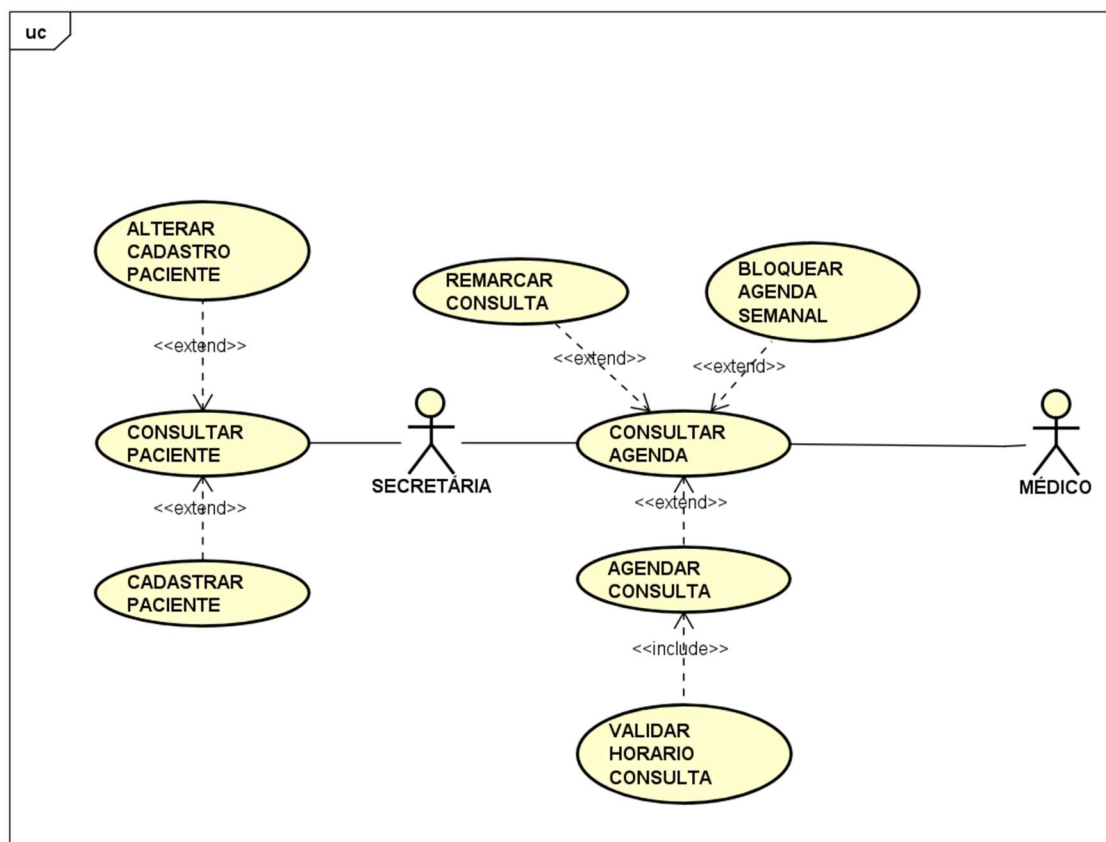 uc
ALTERAR
CADASTRO
PACIENTE
REMARCAR
CONSULTA
BLOQUEAR
AGENDA
SEMANAL
<<extend>>
<<extend>>
<<extend>>
CONSULTAR
PACIENTE
SECRETÁRIA
CONSULTAR
AGENDA
MÉDICO
<<extend>>
<<extend>>
CADASTRAR
PACIENTE
AGENDAR
CONSULTA
<<include>>
VALIDAR
HORARIO
CONSULTA